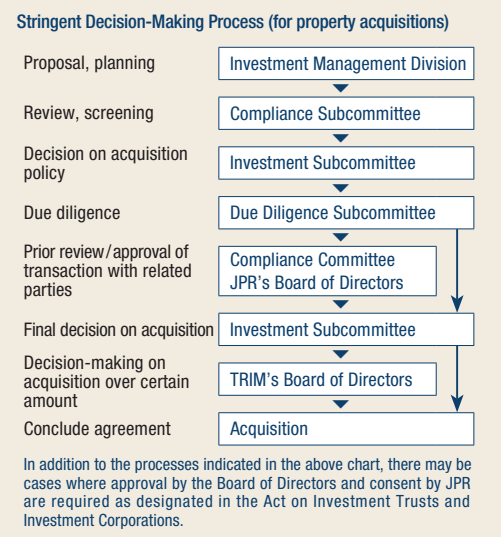 Stringent Decision-Making Process (for property acquisitions)
Proposal, planning
Investment Management Division
Review, screening
Compliance Subcommittee
Decision on acquisition
policy
Investment Subcommittee
Due diligence
Due Diligence Subcommittee
Prior review/approval of
transaction with related
parties
Compliance Committee
JPR's Board of Directors
Final decision on acquisition
Investment Subcommittee
Decision-making on
acquisition over certain
amount
TRIM's Board of Directors
Conclude agreement
Acquisition
In addition to the processes indicated in the above chart, there may be
cases where approval by the Board of Directors and consent by JPR
are required as designated in the Act on Investment Trusts and
Investment Corporations.